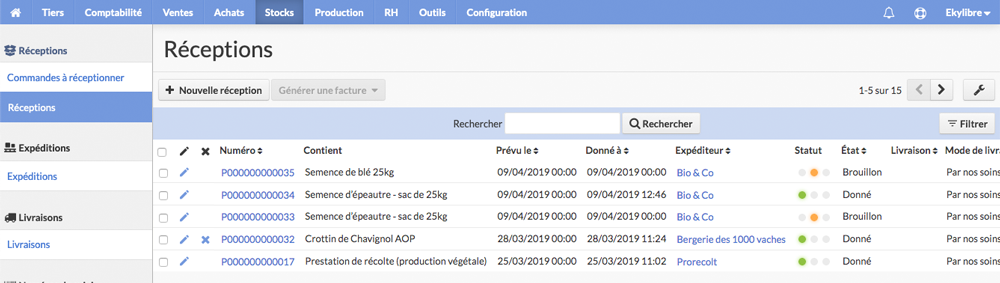 Tiers Comptabilité Ventes Achats Stocks Production RH Outils Configuration Ekylibre
Réceptions
Commandes à réceptionner
Réceptions
Expéditions
Expéditions
Livraisons
Livraisons
Réceptions
Nouvelle réception Générer une facture 1-5 sur 15
Rechercher Rechercher Filtrer
Numéro Contient Prévu le Donné à Expéditeur Statut État Livraison Mode de livra
P000000000035 Semence de blé 25kg 09/04/2019 00:00 09/04/2019 00:00 Bio & Co Brouillon Par nos soins
P000000000034 Semence d'épeautre - sac de 25kg 09/04/2019 00:00 09/04/2019 12:46 Bio & Co Donné Par nos soins
P000000000033 Semence d'épeautre - sac de 25kg 09/04/2019 00:00 09/04/2019 00:00 Bio & Co Brouillon Par nos soins
P000000000032 Crottin de Chavignol AOP 28/03/2019 00:00 28/03/2019 11:24 Bergerie des 1000 vaches Donné Par nos soins
P000000000017 Prestation de récolte (production végétale) 25/03/2019 00:00 25/03/2019 11:02 Prorecolt Donné Par nos soins